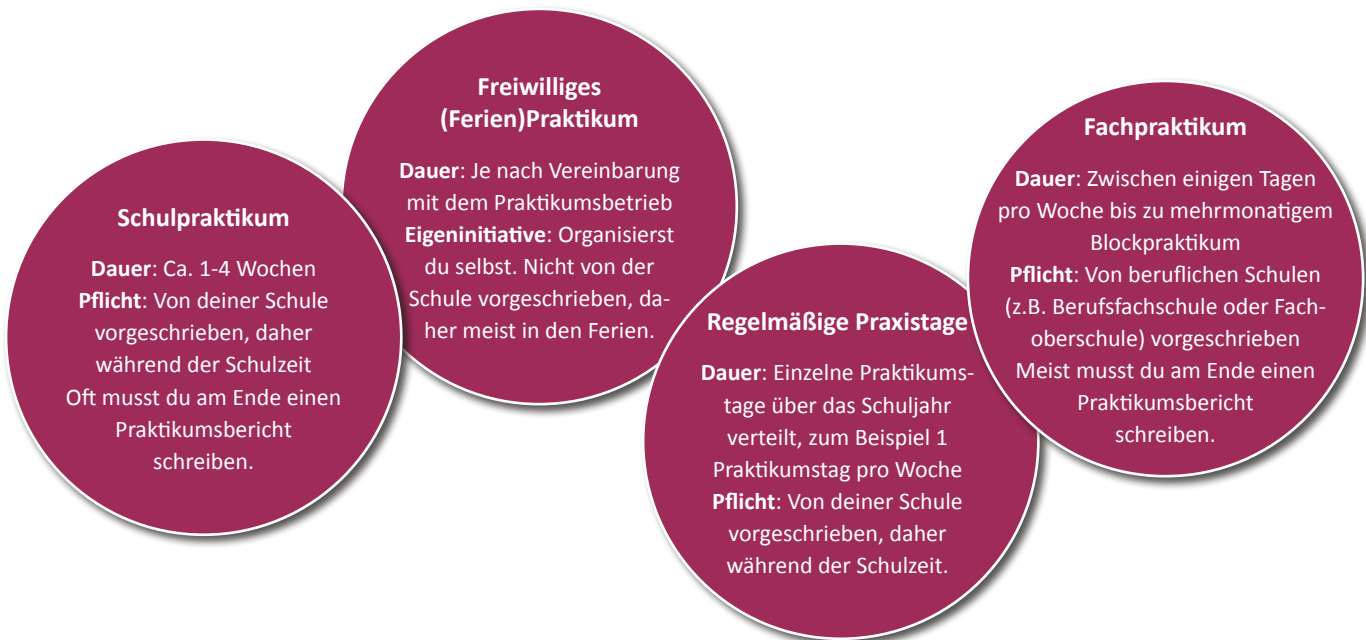 Schulpraktikum
Dauer: Ca. 1-4 Wochen
Pflicht: Von deiner Schule
vorgeschrieben, daher
während der Schulzeit
Oft musst du am Ende einen
Praktikumsbericht
schreiben.
Freiwilliges
(Ferien)Praktikum
Dauer: Je nach Vereinbarung
mit dem Praktikumsbetrieb
Eigeninitiative: Organisierst
du selbst. Nicht von der
Schule vorgeschrieben, da-
her meist in den Ferien.
Regelmäßige Praxistage
Dauer: Einzelne Praktikums-
tage über das Schuljahr
verteilt, zum Beispiel 1
Praktikumstag pro Woche
Pflicht: Von deiner Schule
vorgeschrieben, daher
während der Schulzeit.
Fachpraktikum
Dauer: Zwischen einigen Tagen
pro Woche bis zu mehrmonatigem
Blockpraktikum
Pflicht: Von beruflichen Schulen
(z.B. Berufsfachschule oder Fach-
oberschule) vorgeschrieben
Meist musst du am Ende einen
Praktikumsbericht
schreiben.